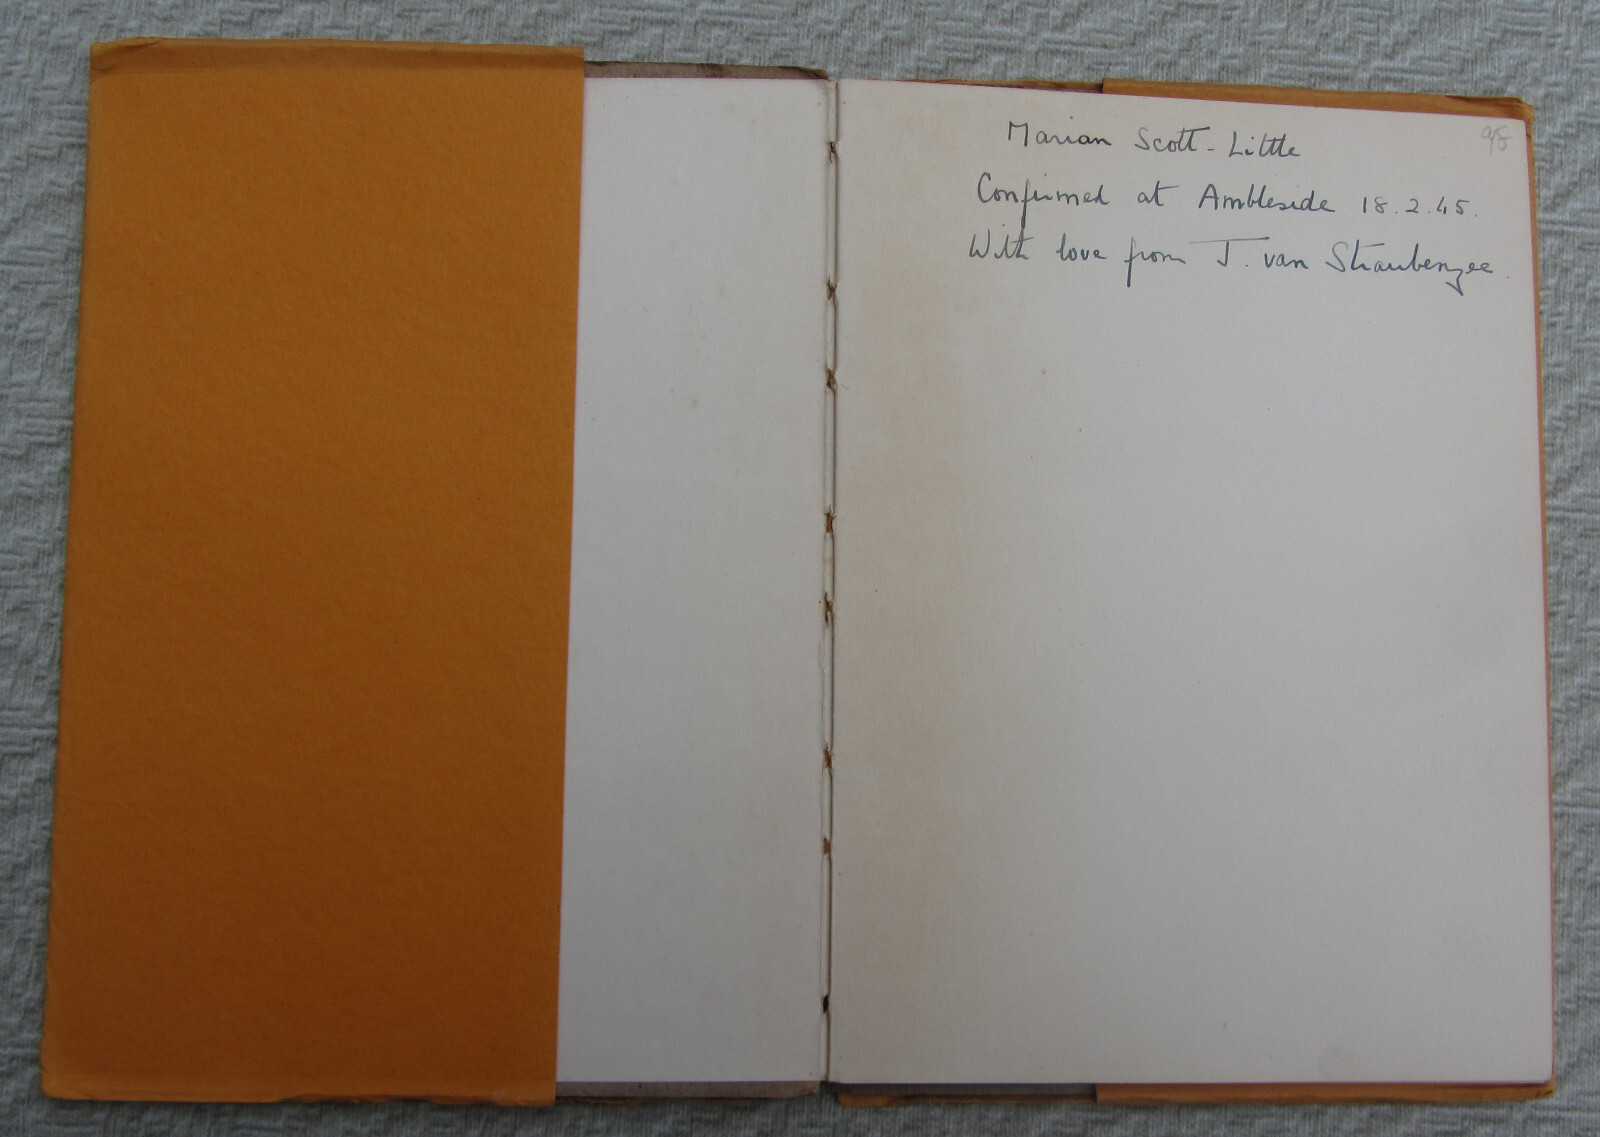 Marian Scott-Little
Confirmed at Ambleside 18.2.45.
With love from J. van Straubenzee.